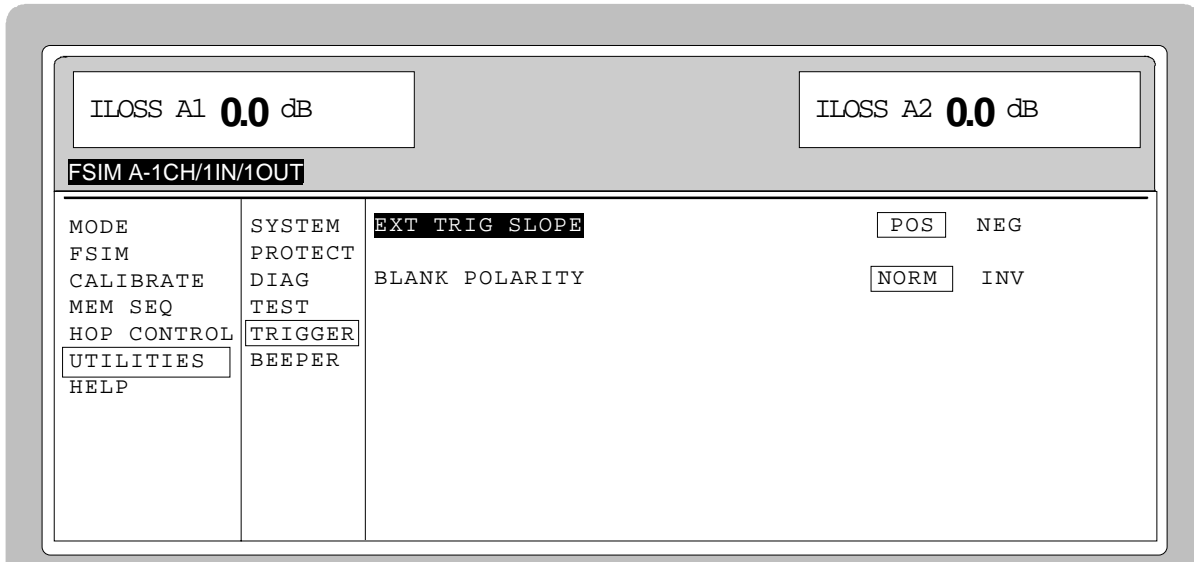 ILOSS A1 0.0 dB
ILOSS A2 0.0 dB
FSIM A-1CH/1IN/1OUT
MODE
FSIM
CALIBRATE
MEM SEQ
HOP CONTROL
UTILITIES
HELP
SYSTEM
PROTECT
DIAG
TEST
TRIGGER
BEEPER
EXT TRIG SLOPE POS NEG
BLANK POLARITY NORM INV